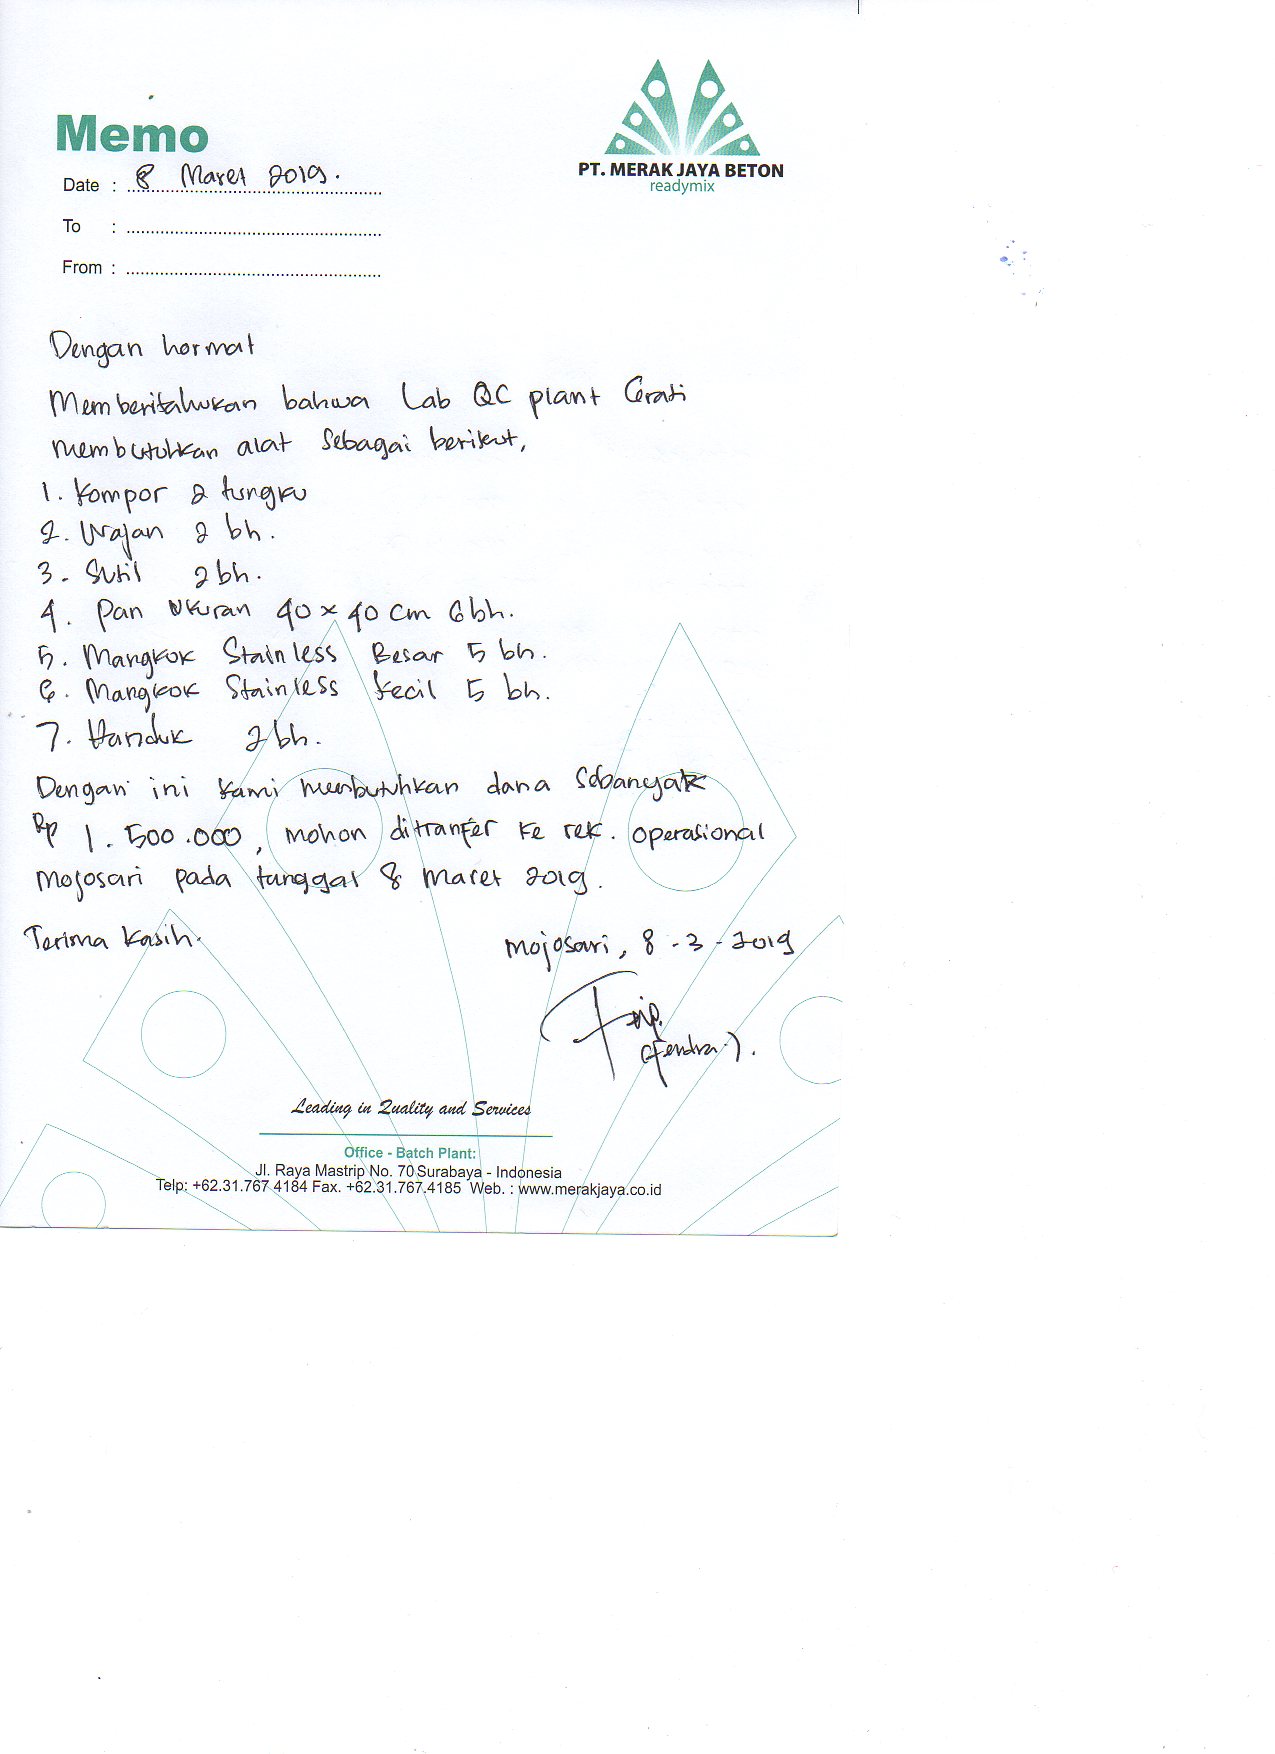 Memo
PT. MERAK JAYA BETON
readymix
Date : 8 Maret 2019.
To :
From :
Dengan hormat
Memberitahukan bahwa Lab QC plant Grati
membutuhkan alat sebagai berikut,
1. Kompor 2 tungku
2. Wajan 2 bh.
3. Sutil 2 bh.
4. Pan Ukuran 40 x 40 cm 6 bh.
5. Mangkok Stainless Besar 5 bh.
6. Mangkok Stainless Kecil 5 bh.
7. Handuk 2 bh.
Dengan ini kami membutuhkan dana sebanyak
Rp 1.500.000, mohon ditranfer ke rek. operasional
Mojosari pada tanggal 8 Maret 2019.
Terima Kasih.
Mojosari, 8 - 3 - 2019
Leading in Quality and Services
Office - Batch Plant:
Jl. Raya Mastrip No. 70 Surabaya - Indonesia
Telp: +62.31.767 4184 Fax. +62.31.767.4185 Web. : www.merakjaya.co.id